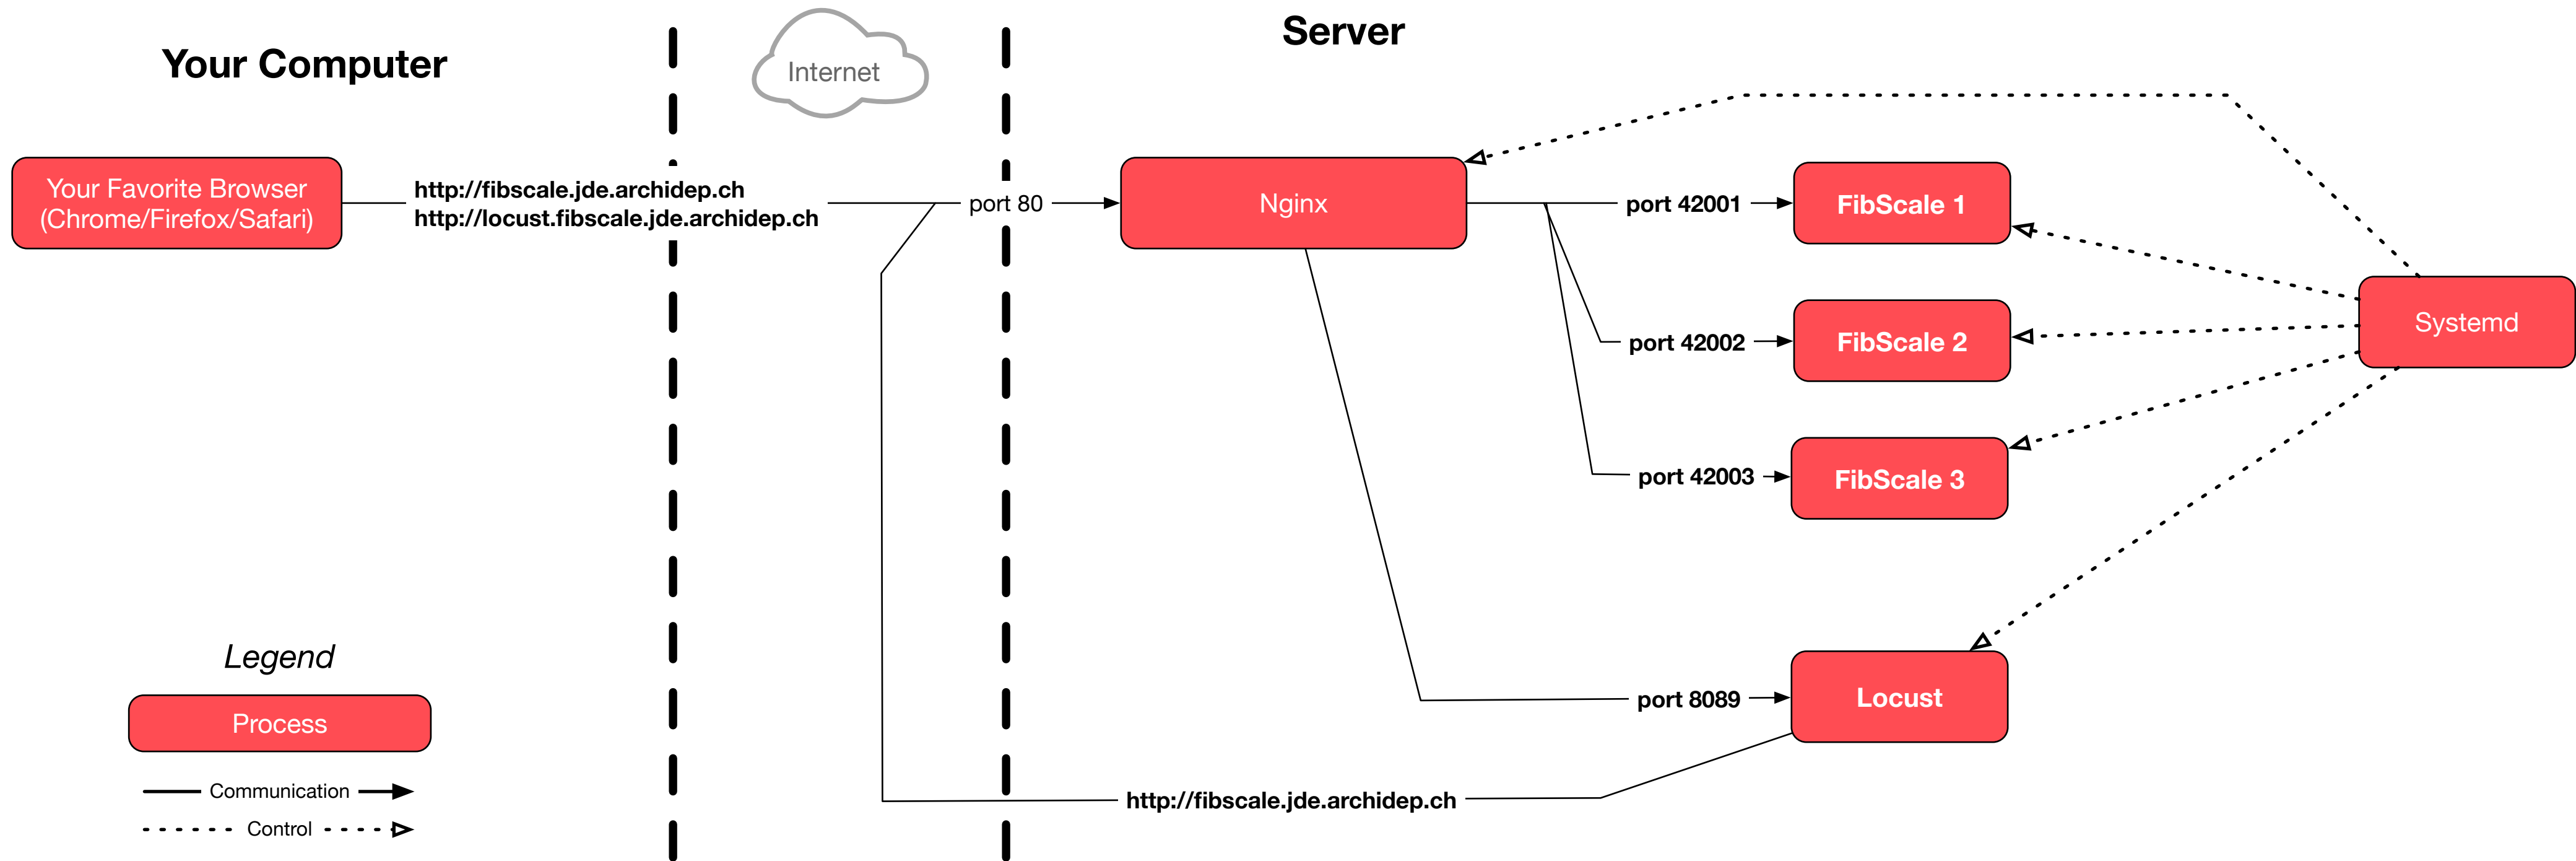 Your Computer
Internet
Server
Your Favorite Browser
(Chrome/Firefox/Safari)
http://fibscale.jde.archidep.ch
http://locust.fibscale.jde.archidep.ch
port 80
Nginx
port 42001
FibScale 1
port 42002
FibScale 2
Systemd
port 42003
FibScale 3
port 8089
Locust
http://fibscale.jde.archidep.ch
Legend
Process
Communication
Control